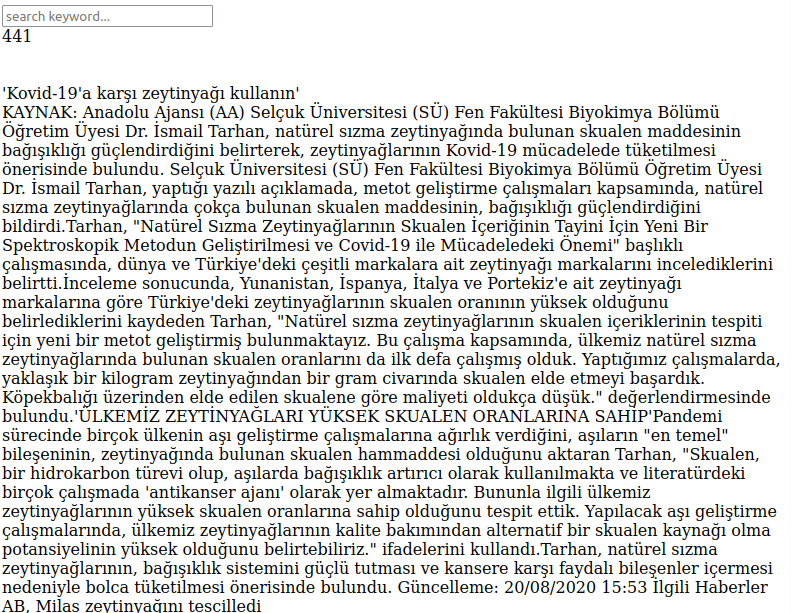 search keyword...
441
'Kovid-19'a karşı zeytinyağı kullanın'
KAYNAK: Anadolu Ajansı (AA) Selçuk Üniversitesi (SÜ) Fen Fakültesi Biyokimya Bölümü
Öğretim Üyesi Dr. İsmail Tarhan, natürel sızma zeytinyağında bulunan skualen maddesinin
bağışıklığı güçlendirdiğini belirterek, zeytinyağlarının Kovid-19 mücadelede tüketilmesi
önerisinde bulundu. Selçuk Üniversitesi (SÜ) Fen Fakültesi Biyokimya Bölümü Öğretim Üyesi
Dr. İsmail Tarhan, yaptığı yazılı açıklamada, metot geliştirme çalışmaları kapsamında, natürel
sızma zeytinyağlarında çokça bulunan skualen maddesinin, bağışıklığı güçlendirdiğini
bildirdi.Tarhan, "Natürel Sızma Zeytinyağlarının Skualen İçeriğinin Tayini İçin Yeni Bir
Spektroskopik Metodun Geliştirilmesi ve Covid-19 ile Mücadeledeki Önemi" başlıklı
çalışmasında, dünya ve Türkiye'deki çeşitli markalara ait zeytinyağı markalarını incelediklerini
belirtti.İnceleme sonucunda, Yunanistan, İspanya, İtalya ve Portekiz'e ait zeytinyağı
markalarına göre Türkiye'deki zeytinyağlarının skualen oranının yüksek olduğunu
belirlediklerini kaydeden Tarhan, "Natürel sızma zeytinyağlarının skualen içeriklerinin tespiti
için yeni bir metot geliştirmiş bulunmaktayız. Bu çalışma kapsamında, ülkemiz natürel sızma
zeytinyağlarında bulunan skualen oranlarını da ilk defa çalışmış olduk. Yaptığımız çalışmalarda,
yaklaşık bir kilogram zeytinyağından bir gram civarında skualen elde etmeyi başardık.
Köpekbalığı üzerinden elde edilen skualene göre maliyeti oldukça düşük." değerlendirmesinde
bulundu.'ÜLKEMİZ ZEYTİNYAĞLARI YÜKSEK SKUALEN ORANLARINA SAHİP'Pandemi
sürecinde birçok ülkenin aşı geliştirme çalışmalarına ağırlık verdiğini, aşıların "en temel"
bileşeninin, zeytinyağında bulunan skualen hammaddesi olduğunu aktaran Tarhan, "Skualen,
bir hidrokarbon türevi olup, aşılarda bağışıklık artırıcı olarak kullanılmakta ve literatürdeki
birçok çalışmada 'antikanser ajanı' olarak yer almaktadır. Bununla ilgili ülkemiz
zeytinyağlarının yüksek skualen oranlarına sahip olduğunu tespit ettik. Yapılacak aşı geliştirme
çalışmalarında, ülkemiz zeytinyağlarının kalite bakımından alternatif bir skualen kaynağı olma
potansiyelinin yüksek olduğunu belirtebiliriz." ifadelerini kullandı.Tarhan, natürel sızma
zeytinyağlarının, bağışıklık sistemini güçlü tutması ve kansere karşı faydalı bileşenler içermesi
nedeniyle bolca tüketilmesi önerisinde bulundu. Güncelleme: 20/08/2020 15:53 İlgili Haberler
AB, Milas zeytinyağını tescilledi